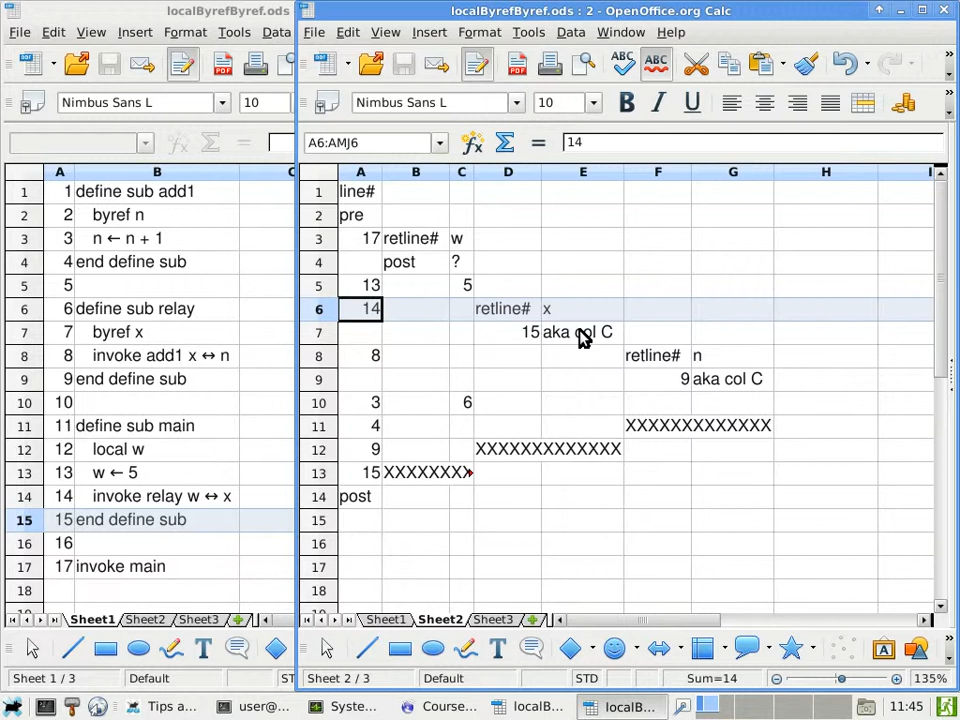 localByrefByref.ods
localByrefByref.ods : 2 - OpenOffice.org Calc
File Edit View Insert Format Tools Data
File Edit View Insert Format Tools Data Window Help
PDF
PDF ABC ABC
Nimbus Sans L 10
Nimbus Sans L 10 B I U
Σ =
A6:AMJ6 Σ = 14
A B C
1 1 define sub add1
2 2 byref n
3 3 n ← n + 1
4 4 end define sub
5 5
6 6 define sub relay
7 7 byref x
8 8 invoke add1 x ↔ n
9 9 end define sub
10 10
11 11 define sub main
12 12 local w
13 13 w ← 5
14 14 invoke relay w ↔ x
15 15 end define sub
16 16
17 17 invoke main
18
A B C D E F G H I
1 line#
2 pre
3 17 retline# w
4 post ?
5 13 5
6 14 retline# x
7 15 aka col C
8 8 retline# n
9 9 aka col C
10 3 6
11 4 XXXXXXXXXXXX
12 9 XXXXXXXXXXXX
13 15 XXXXXXXX
14 post
15
16
17
18
Sheet1 Sheet2 Sheet3
Sheet1 Sheet2 Sheet3
T
T A
Sheet 1 / 3 Default ST
Sheet 2 / 3 Default STD Sum=14 135%
Tips a... user@... Syste... Course... localB... localB... 11:45